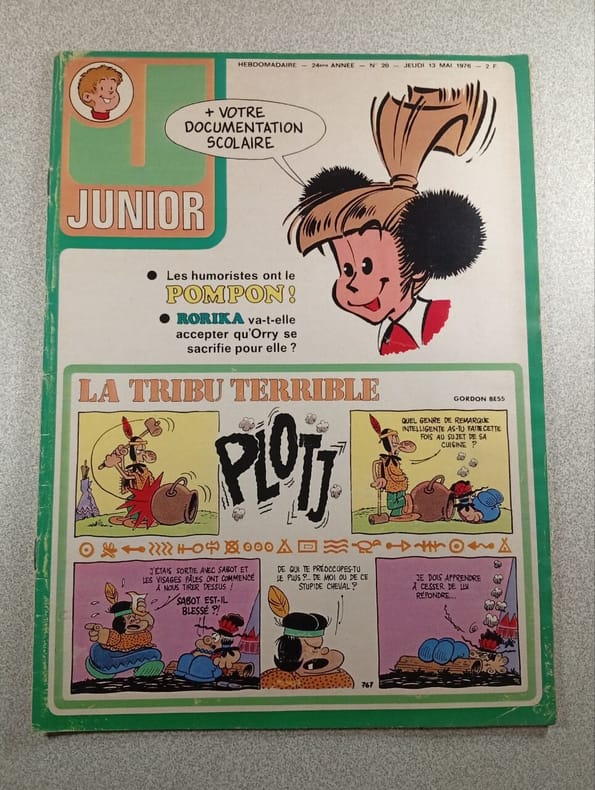 HEBDOMADAIRE — 24ème ANNÉE — N° 20 — JEUDI 13 MAI 1976 — 2 F.
J
JUNIOR
+ VOTRE
DOCUMENTATION
SCOLAIRE
● Les humoristes ont le
POMPON !
● RORIKA va-t-elle
accepter qu'Orry se
sacrifie pour elle ?
LA TRIBU TERRIBLE
GORDON BESS
PLOTJ
QUEL GENRE DE REMARQUE
INTELLIGENTE AS-TU FAITE CETTE
FOIS AU SUJET DE SA
CUISINE ?
J'ÉTAIS SORTIE AVEC SABOT ET
LES VISAGES PÂLES ONT COMMENCÉ
À NOUS TIRER DESSUS !
SABOT EST-IL
BLESSÉ ?!
DE QUI TE PRÉOCCUPES-TU
LE PLUS ?.. DE MOI OU DE CE
STUPIDE CHEVAL ?
767
JE DOIS APPRENDRE
À CESSER DE LUI
RÉPONDRE...